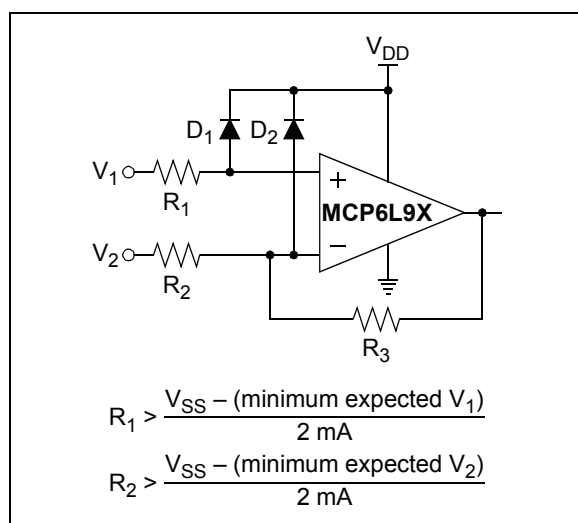 V_DD
D_1 D_2
V_1
R_1
+
MCP6L9X
V_2
R_2
–
R_3
R_1 > V_SS – (minimum expected V_1)
2 mA
R_2 > V_SS – (minimum expected V_2)
2 mA